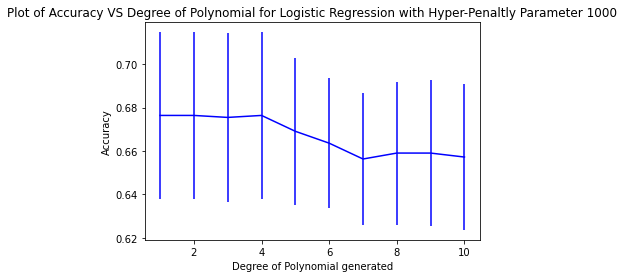 Plot of Accuracy VS Degree of Polynomial for Logistic Regression with Hyper-Penaltly Parameter 1000
0.70
0.68
0.66
0.64
0.62
Accuracy
2 4 6 8 10
Degree of Polynomial generated